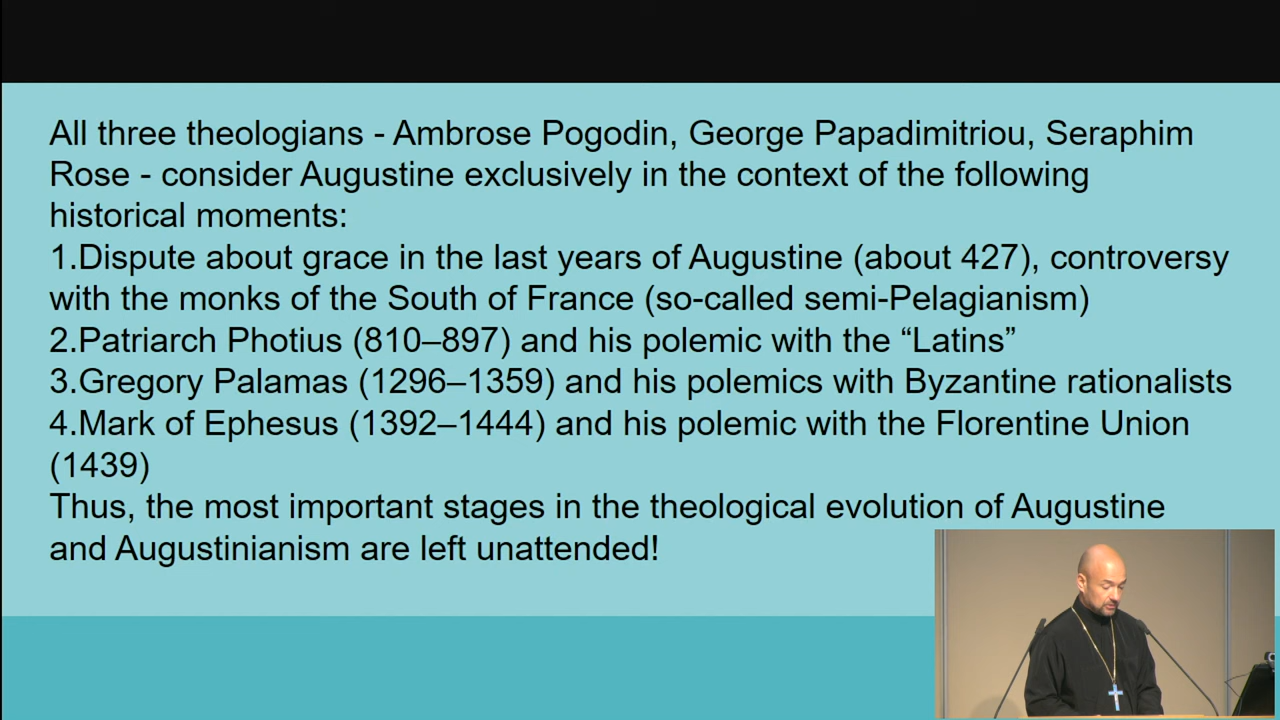 All three theologians - Ambrose Pogodin, George Papadimitriou, Seraphim
Rose - consider Augustine exclusively in the context of the following
historical moments:
1.Dispute about grace in the last years of Augustine (about 427), controversy
with the monks of the South of France (so-called semi-Pelagianism)
2.Patriarch Photius (810–897) and his polemic with the “Latins”
3.Gregory Palamas (1296–1359) and his polemics with Byzantine rationalists
4.Mark of Ephesus (1392–1444) and his polemic with the Florentine Union
(1439)
Thus, the most important stages in the theological evolution of Augustine
and Augustinianism are left unattended!